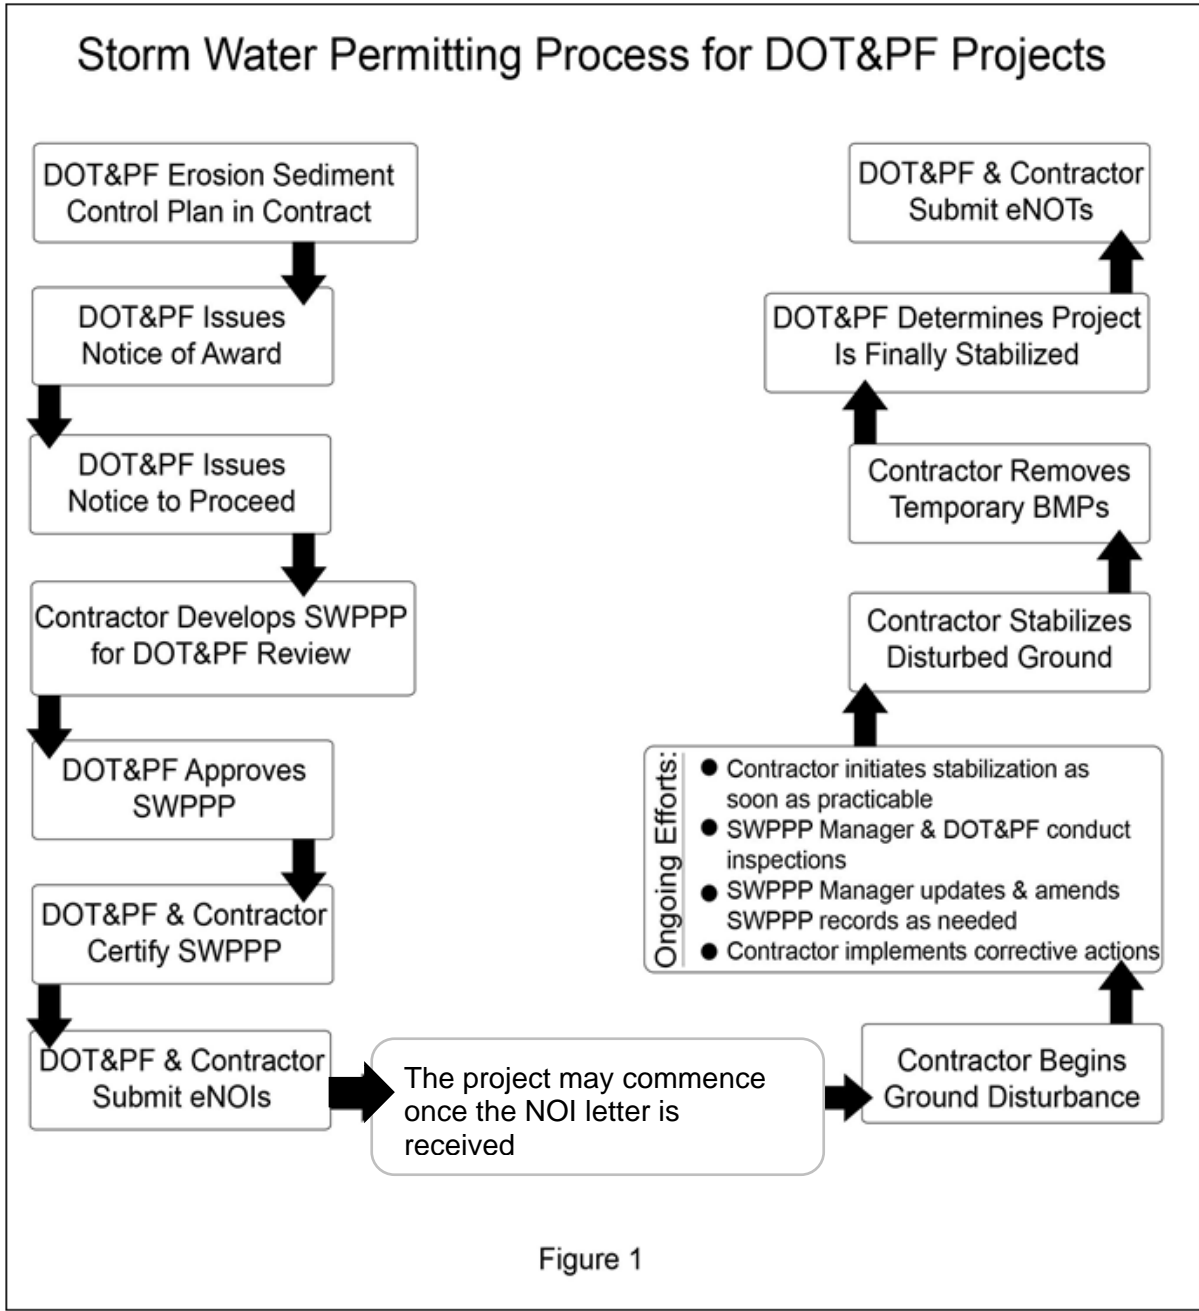 Storm Water Permitting Process for DOT&PF Projects
DOT&PF Erosion Sediment
Control Plan in Contract
DOT&PF Issues
Notice of Award
DOT&PF Issues
Notice to Proceed
Contractor Develops SWPPP
for DOT&PF Review
DOT&PF Approves
SWPPP
DOT&PF & Contractor
Certify SWPPP
DOT&PF & Contractor
Submit eNOIs
The project may commence
once the NOI letter is
received
Contractor Begins
Ground Disturbance
Ongoing Efforts:
● Contractor initiates stabilization as
soon as practicable
● SWPPP Manager & DOT&PF conduct
inspections
● SWPPP Manager updates & amends
SWPPP records as needed
● Contractor implements corrective actions
Contractor Stabilizes
Disturbed Ground
Contractor Removes
Temporary BMPs
DOT&PF Determines Project
Is Finally Stabilized
DOT&PF & Contractor
Submit eNOTs
Figure 1